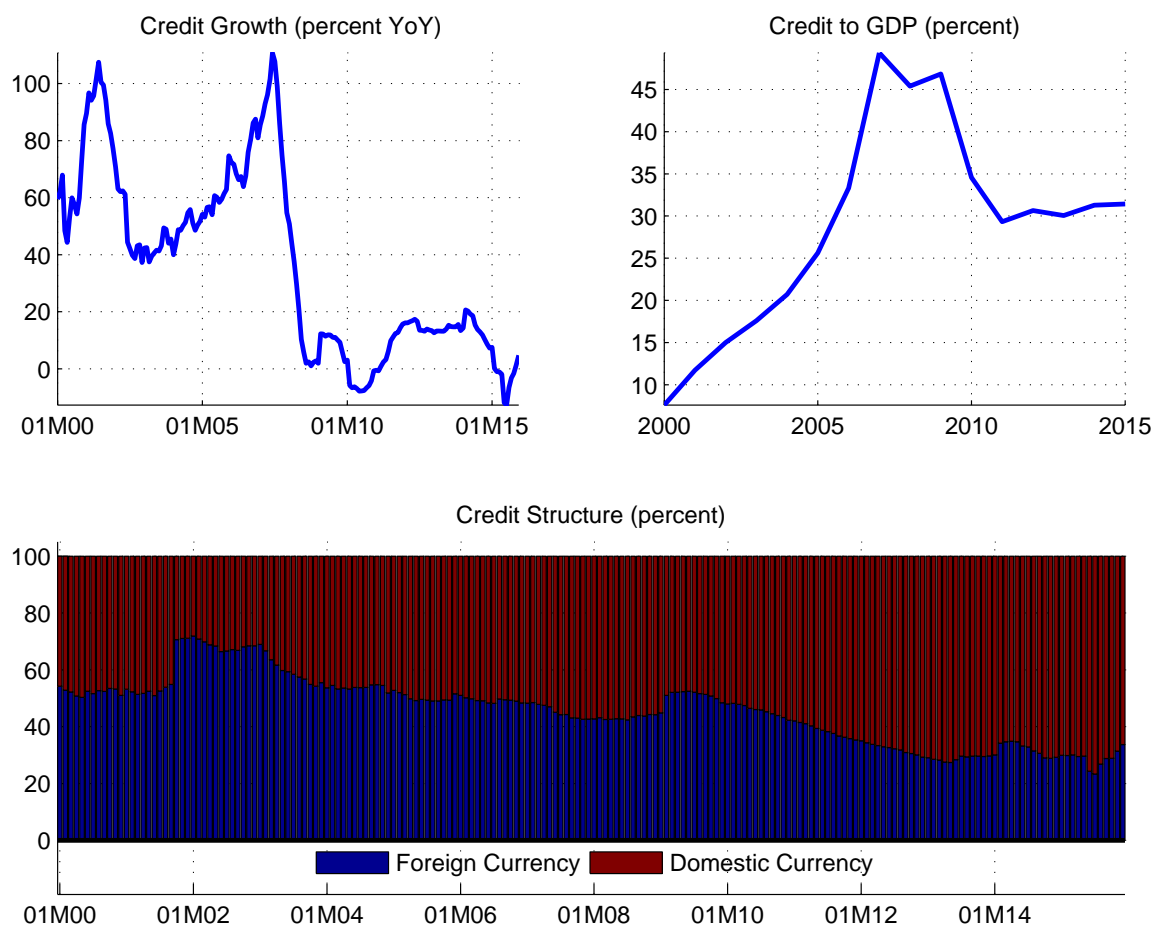 Credit Growth (percent YoY)
100
80
60
40
20
0
01M00 01M05 01M10 01M15
Credit to GDP (percent)
45
40
35
30
25
20
15
10
2000 2005 2010 2015
Credit Structure (percent)
100
80
60
40
20
0
Foreign Currency Domestic Currency
01M00 01M02 01M04 01M06 01M08 01M10 01M12 01M14